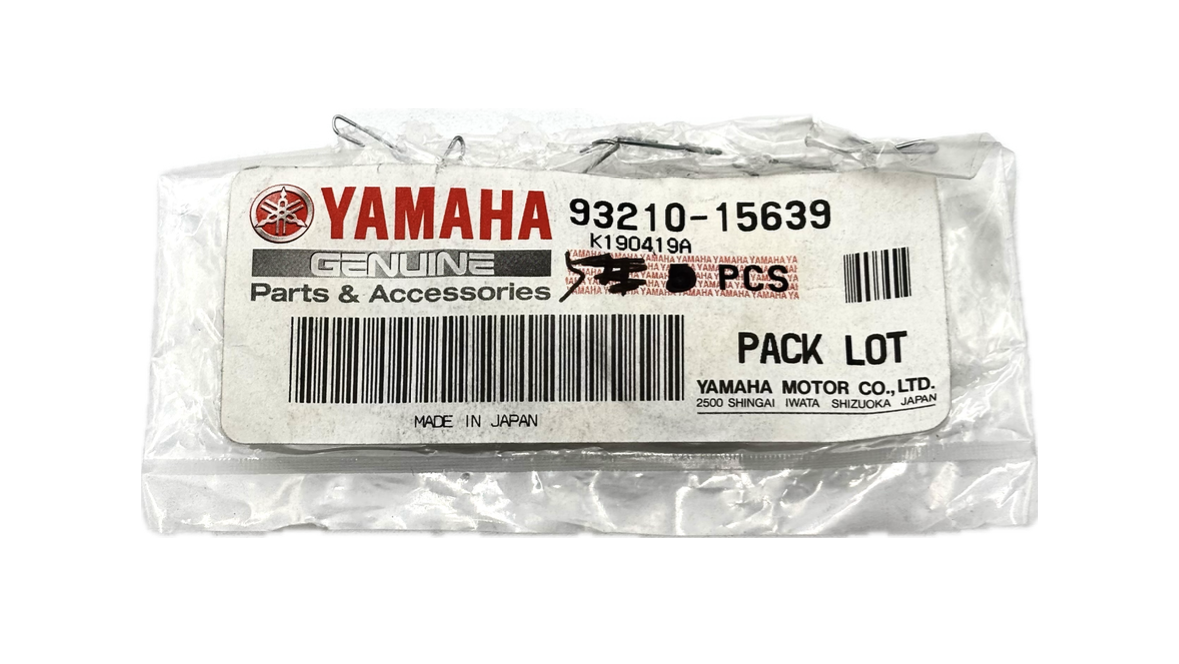 YAMAHA
GENUINE
Parts & Accessories
93210-15639
K190419A
PCS
PACK LOT
YAMAHA MOTOR CO., LTD.
2500 SHINGAI IWATA SHIZUOKA JAPAN
MADE IN JAPAN